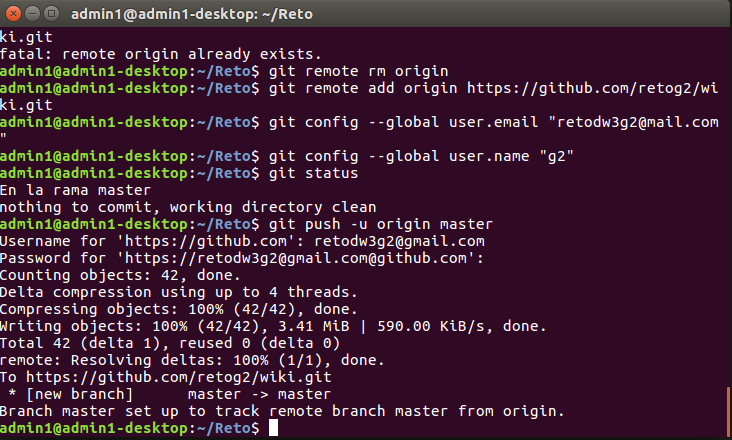 admin1@admin1-desktop: ~/Reto
ki.git
fatal: remote origin already exists.
admin1@admin1-desktop:~/Reto$ git remote rm origin
admin1@admin1-desktop:~/Reto$ git remote add origin https://github.com/retog2/wi
ki.git
admin1@admin1-desktop:~/Reto$ git config --global user.email "retodw3g2@mail.com
"
admin1@admin1-desktop:~/Reto$ git config --global user.name "g2"
admin1@admin1-desktop:~/Reto$ git status
En la rama master
nothing to commit, working directory clean
admin1@admin1-desktop:~/Reto$ git push -u origin master
Username for 'https://github.com': retodw3g2@gmail.com
Password for 'https://retodw3g2@gmail.com@github.com':
Counting objects: 42, done.
Delta compression using up to 4 threads.
Compressing objects: 100% (42/42), done.
Writing objects: 100% (42/42), 3.41 MiB | 590.00 KiB/s, done.
Total 42 (delta 1), reused 0 (delta 0)
remote: Resolving deltas: 100% (1/1), done.
To https://github.com/retog2/wiki.git
 * [new branch]      master -> master
Branch master set up to track remote branch master from origin.
admin1@admin1-desktop:~/Reto$